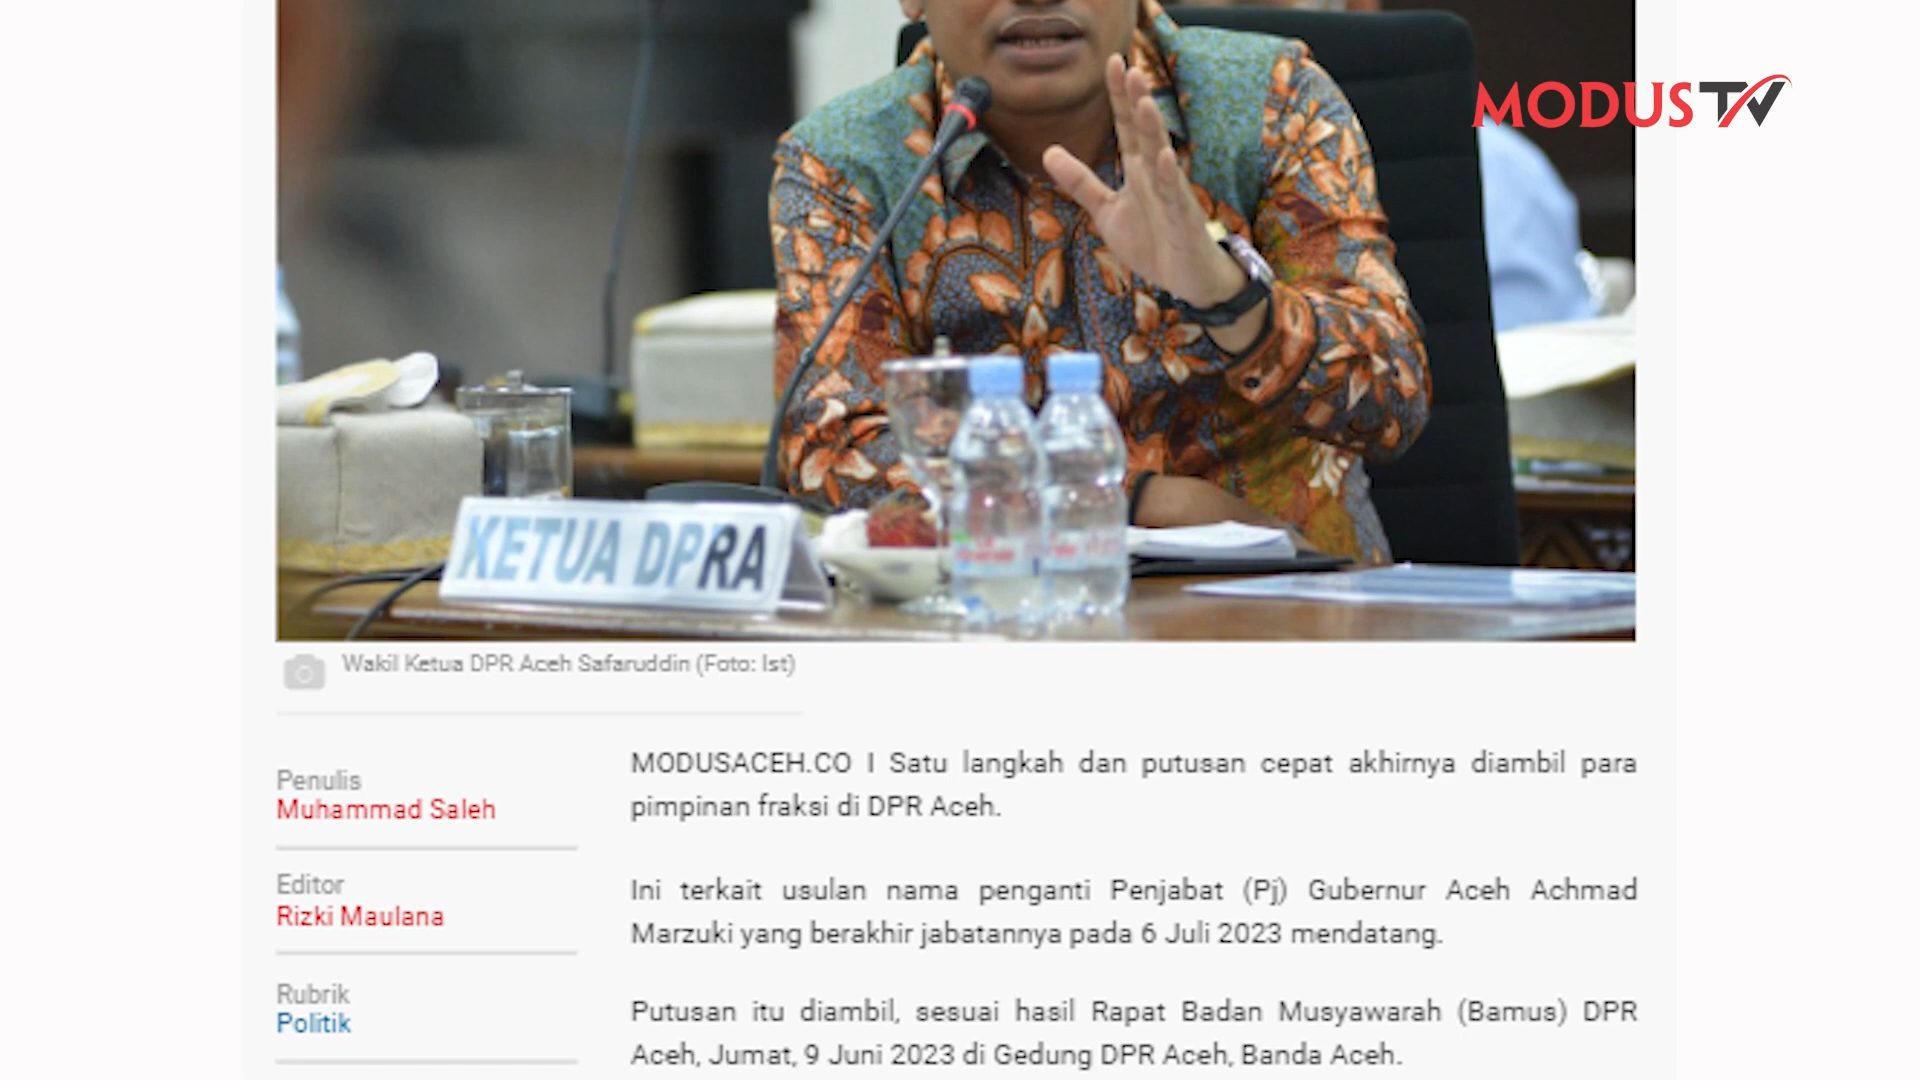 MODUS TV
KETUA DPRA
Wakil Ketua DPR Aceh Safaruddin (Foto: Ist)
Penulis
Muhammad Saleh
Editor
Rizki Maulana
Rubrik
Politik
MODUSACEH.CO I Satu langkah dan putusan cepat akhirnya diambil para
pimpinan fraksi di DPR Aceh.
Ini terkait usulan nama penganti Penjabat (Pj) Gubernur Aceh Achmad
Marzuki yang berakhir jabatannya pada 6 Juli 2023 mendatang.
Putusan itu diambil, sesuai hasil Rapat Badan Musyawarah (Bamus) DPR
Aceh, Jumat, 9 Juni 2023 di Gedung DPR Aceh, Banda Aceh.